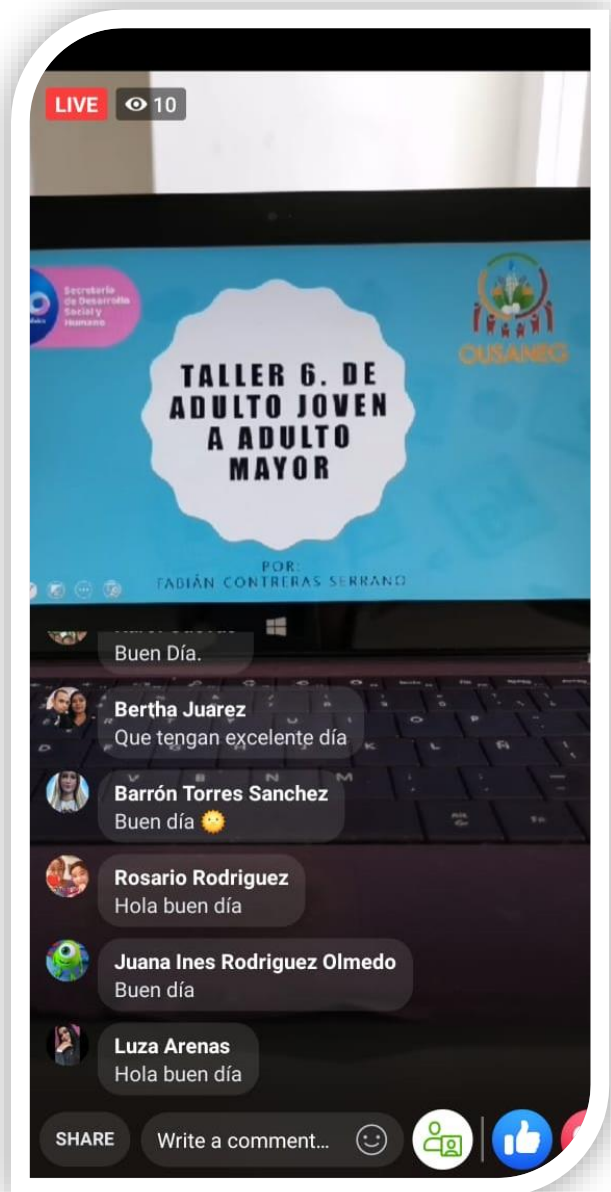 LIVE 10
Secretaría
de Desarrollo
Social y
Humano
OUSANEG
TALLER 6. DE
ADULTO JOVEN
A ADULTO
MAYOR
POR:
FABIÁN CONTRERAS SERRANO
Buen Día.
Bertha Juarez
Que tengan excelente día
Barrón Torres Sanchez
Buen día 🌞
Rosario Rodriguez
Hola buen día
Juana Ines Rodriguez Olmedo
Buen día
Luza Arenas
Hola buen día
SHARE
Write a comment...